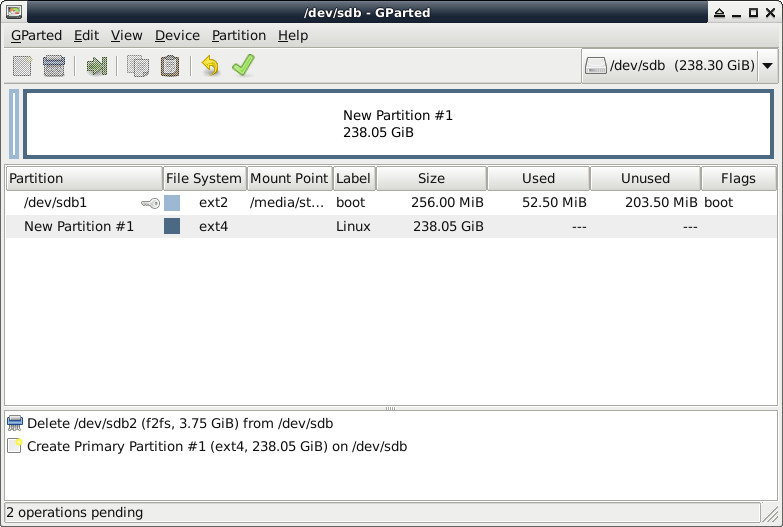 /dev/sdb - GParted
GParted Edit View Device Partition Help
/dev/sdb (238.30 GiB)
New Partition #1
238.05 GiB
Partition File System Mount Point Label Size Used Unused Flags
/dev/sdb1 ext2 /media/st... boot 256.00 MiB 52.50 MiB 203.50 MiB boot
New Partition #1 ext4 Linux 238.05 GiB --- ---
Delete /dev/sdb2 (f2fs, 3.75 GiB) from /dev/sdb
Create Primary Partition #1 (ext4, 238.05 GiB) on /dev/sdb
2 operations pending